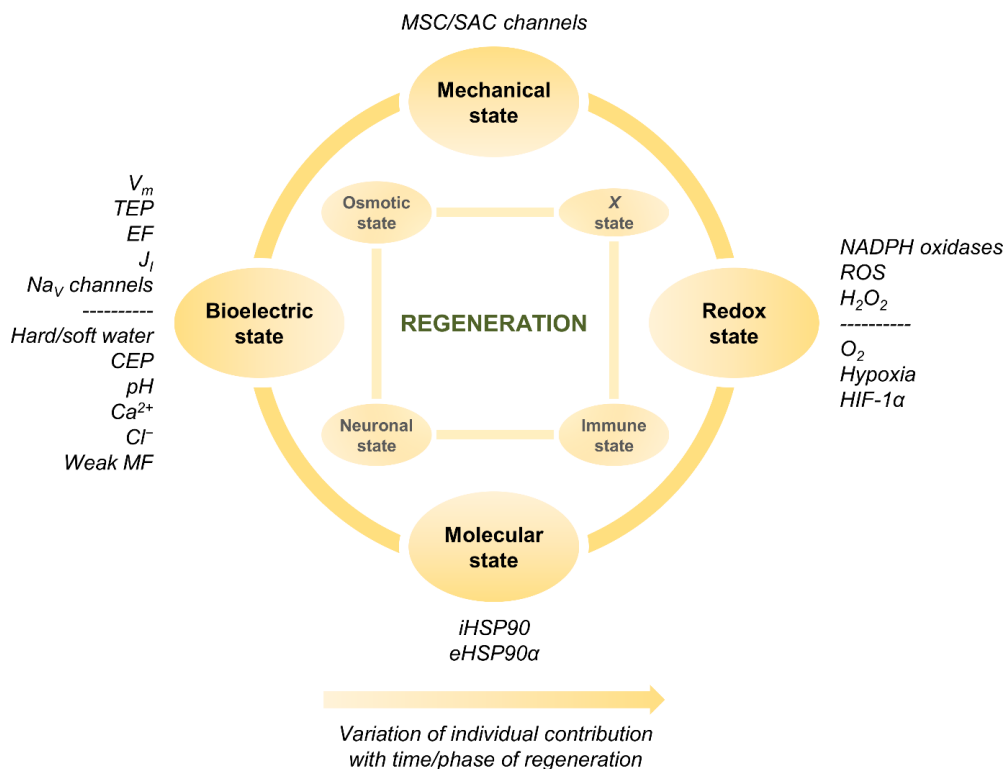 MSC/SAC channels
Mechanical
state
V_m
TEP
EF
J_I
Na_V channels
----------
Hard/soft water
CEP
pH
Ca²⁺
Cl⁻
Weak MF
Bioelectric
state
Osmotic
state
X
state
REGENERATION
Neuronal
state
Immune
state
Redox
state
NADPH oxidases
ROS
H₂O₂
----------
O₂
Hypoxia
HIF-1α
Molecular
state
iHSP90
eHSP90α
Variation of individual contribution
with time/phase of regeneration